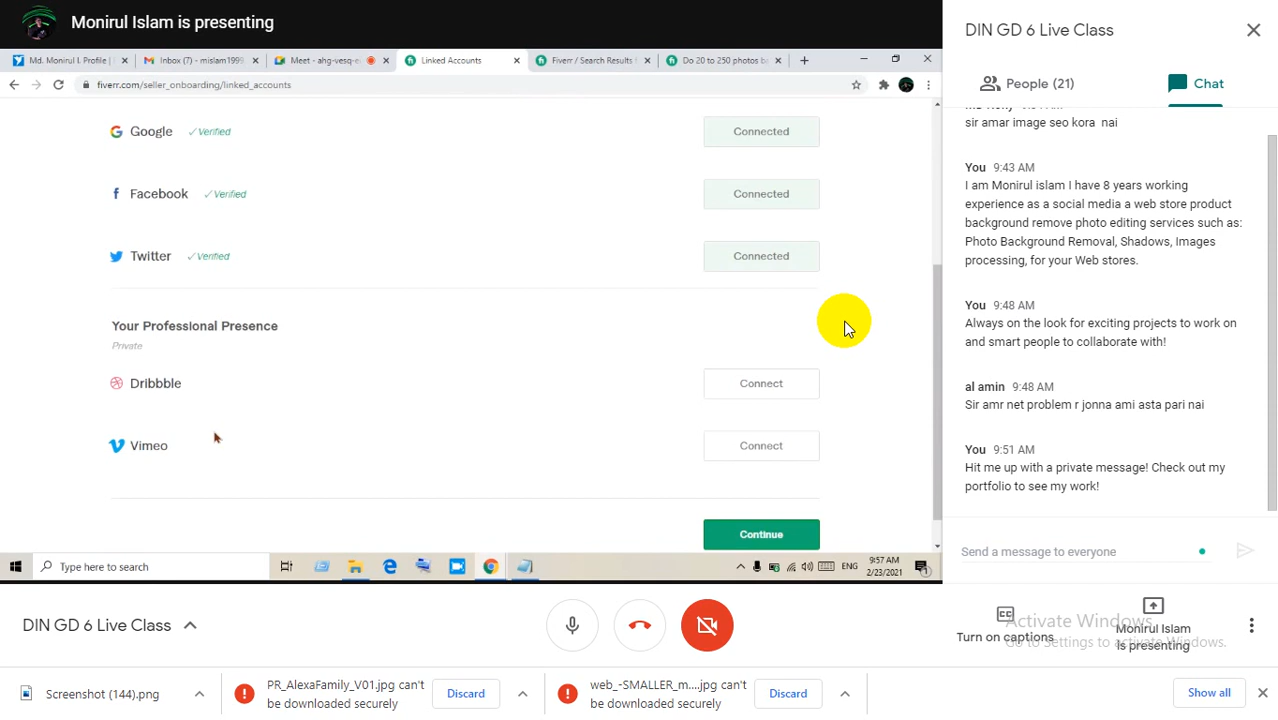 Monirul Islam is presenting
Md. Monirul I. Profile |
Inbox (7) - mislam1999
Meet - ahg-vesq-e
Linked Accounts
Fiverr / Search Results f
Do 20 to 250 photos b
fiverr.com/seller_onboarding/linked_accounts
Google Verified Connected
Facebook Verified Connected
Twitter Verified Connected
Your Professional Presence
Private
Dribbble Connect
Vimeo Connect
Continue
Type here to search
ENG
9:57 AM
2/23/2021
DIN GD 6 Live Class
People (21)
Chat
sir amar image seo kora nai
You 9:43 AM
I am Monirul islam I have 8 years working
experience as a social media a web store product
background remove photo editing services such as:
Photo Background Removal, Shadows, Images
processing, for your Web stores.
You 9:48 AM
Always on the look for exciting projects to work on
and smart people to collaborate with!
al amin 9:48 AM
Sir amr net problem r jonna ami asta pari nai
You 9:51 AM
Hit me up with a private message! Check out my
portfolio to see my work!
Send a message to everyone
DIN GD 6 Live Class
Turn on captions
Monirul Islam
is presenting
Activate Windows
Go to Settings to activate Windows.
Screenshot (144).png
PR_AlexaFamily_V01.jpg can't
be downloaded securely
Discard
web_-SMALLER_m....jpg can't
be downloaded securely
Discard
Show all